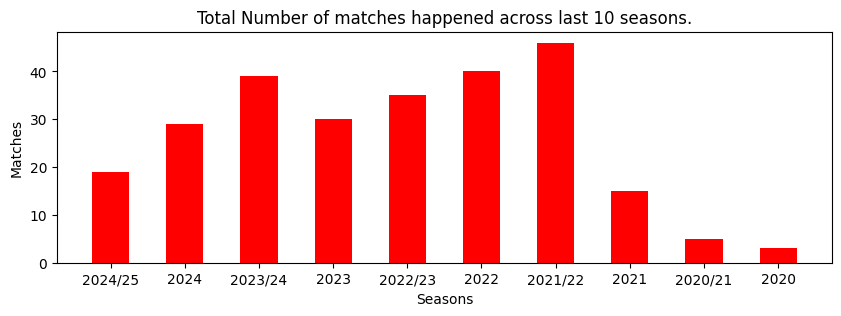 Total Number of matches happened across last 10 seasons.
Matches
40
30
20
10
0
2024/25 2024 2023/24 2023 2022/23 2022 2021/22 2021 2020/21 2020
Seasons